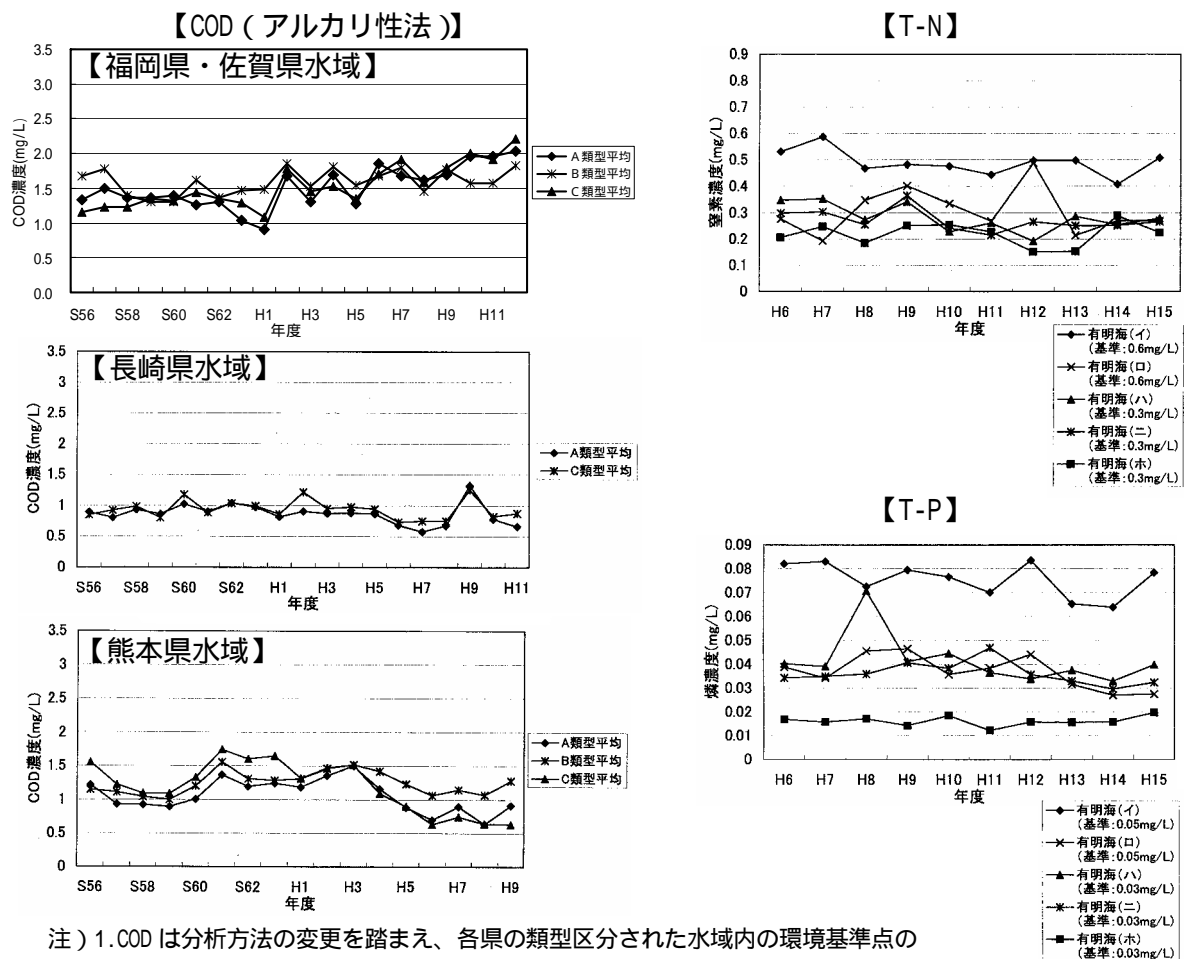 【COD（アルカリ性法）】
【福岡県・佐賀県水域】
COD濃度(mg/L)
3.5
3.0
2.5
2.0
1.5
1.0
0.5
0.0
S56 S58 S60 S62 H1 H3 H5 H7 H9 H11
年度
A類型平均
B類型平均
C類型平均
【長崎県水域】
COD濃度(mg/L)
3.5
3
2.5
2
1.5
1
0.5
0
S56 S58 S60 S62 H1 H3 H5 H7 H9 H11
年度
A類型平均
C類型平均
【熊本県水域】
COD濃度(mg/L)
3.5
3
2.5
2
1.5
1
0.5
0
S56 S58 S60 S62 H1 H3 H5 H7 H9
年度
A類型平均
B類型平均
C類型平均
【T-N】
窒素濃度(mg/L)
0.9
0.8
0.7
0.6
0.5
0.4
0.3
0.2
0.1
0
H6 H7 H8 H9 H10 H11 H12 H13 H14 H15
年度
有明海(イ)
(基準:0.6mg/L)
有明海(ロ)
(基準:0.6mg/L)
有明海(ハ)
(基準:0.3mg/L)
有明海(ニ)
(基準:0.3mg/L)
有明海(ホ)
(基準:0.3mg/L)
【T-P】
燐濃度(mg/L)
0.09
0.08
0.07
0.06
0.05
0.04
0.03
0.02
0.01
0
H6 H7 H8 H9 H10 H11 H12 H13 H14 H15
年度
有明海(イ)
(基準:0.05mg/L)
有明海(ロ)
(基準:0.05mg/L)
有明海(ハ)
(基準:0.03mg/L)
有明海(ニ)
(基準:0.03mg/L)
有明海(ホ)
(基準:0.03mg/L)
注）1.COD は分析方法の変更を踏まえ、各県の類型区分された水域内の環境基準点の